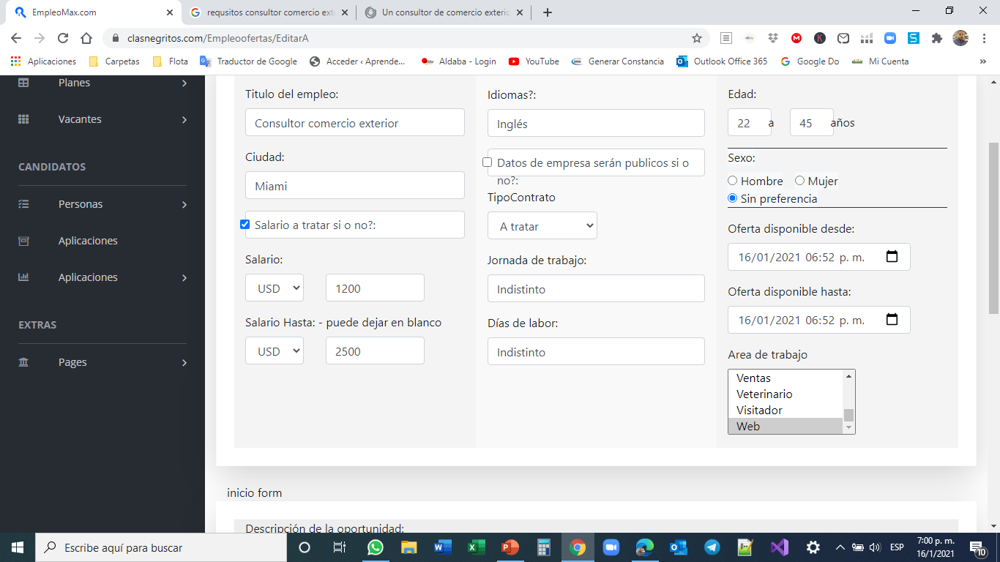 EmpleoMax.com
requsitos consultor comercio ext
Un consultor de comercio exterio
clasnegritos.com/Empleoofertas/EditarA
Aplicaciones
Carpetas
Flota
Traductor de Google
Acceder ‹ Aprende...
Aldaba - Login
YouTube
Generar Constancia
Outlook Office 365
Google Do
Mi Cuenta
»
Planes
Vacantes
CANDIDATOS
Personas
Aplicaciones
Aplicaciones
EXTRAS
Pages
Titulo del empleo:
Consultor comercio exterior
Ciudad:
Miami
Salario a tratar si o no?:
Salario:
USD 1200
Salario Hasta: - puede dejar en blanco
USD 2500
Idiomas?:
Inglés
Datos de empresa serán publicos si o
no?:
TipoContrato
A tratar
Jornada de trabajo:
Indistinto
Días de labor:
Indistinto
Edad:
22 a 45 años
Sexo:
Hombre Mujer
Sin preferencia
Oferta disponible desde:
16/01/2021 06:52 p. m.
Oferta disponible hasta:
16/01/2021 06:52 p. m.
Area de trabajo
Ventas
Veterinario
Visitador
Web
inicio form
Descripción de la oportunidad:
Escribe aquí para buscar
ESP
7:00 p. m.
16/1/2021
10